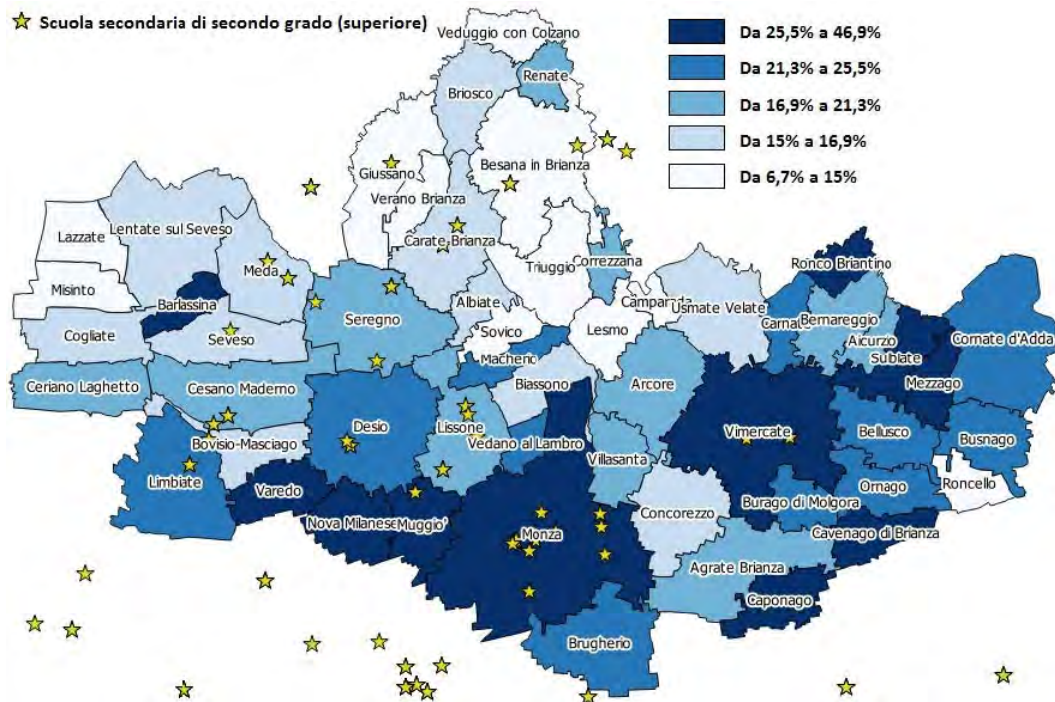 Scuola secondaria di secondo grado (superiore)
Da 25,5% a 46,9%
Da 21,3% a 25,5%
Da 16,9% a 21,3%
Da 15% a 16,9%
Da 6,7% a 15%
Veduggio con Colzano
Renate
Briosco
Besana in Brianza
Giussano
Verano Brianza
Lazzate
Lentate sul Seveso
Carate Brianza
Meda
Triuggio
Correzzana
Ronco Briantino
Misinto
Barlassina
Albiate
Camparada
Usmate Velate
Carnate
Bernareggio
Cogliate
Seveso
Seregno
Sovico
Lesmo
Aicurzio
Sulbiate
Cornate d'Adda
Macherio
Ceriano Laghetto
Cesano Maderno
Biassono
Arcore
Mezzago
Desio
Lissone
Vimercate
Bellusco
Busnago
Bovisio-Masciago
Vedano al Lambro
Villasanta
Limbiate
Varedo
Ornago
Roncello
Burago di Molgora
Concorezzo
Nova Milanese
Muggio'
Monza
Cavenago di Brianza
Agrate Brianza
Caponago
Brugherio